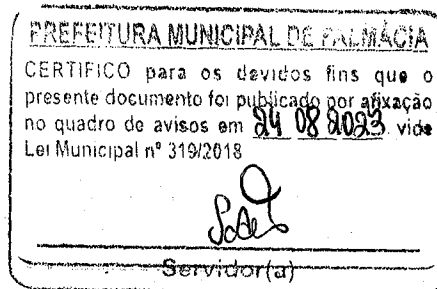 PREFEITURA MUNICIPAL DE PALMÁCIA
CERTIFICO para os devidos fins que o
presente documento foi publicado por afixação
no quadro de avisos em 24 08 2023 vide
Lei Municipal nº 319/2018
Servidor(a)